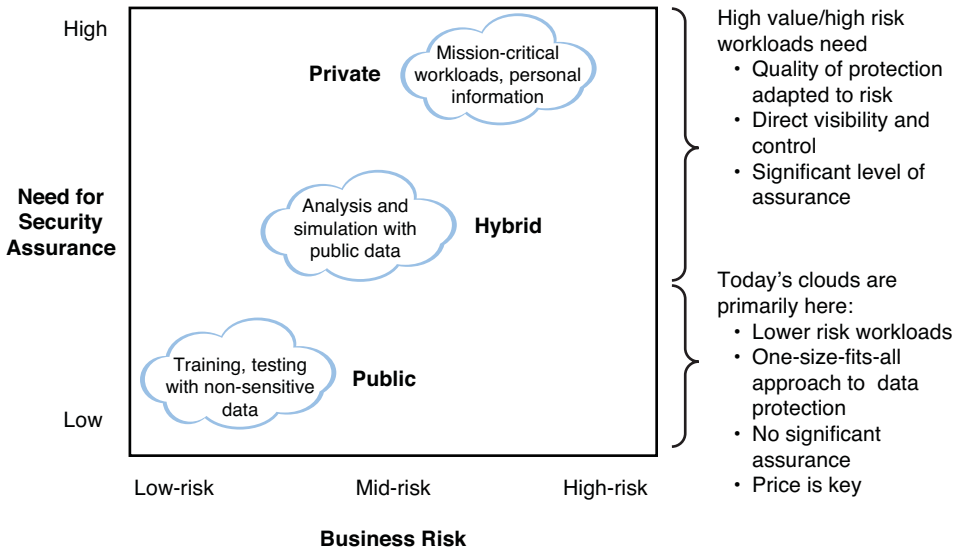 High
Need for
Security
Assurance
Low
Private
Mission-critical
workloads, personal
information
Analysis and
simulation with
public data
Hybrid
Training, testing
with non-sensitive
data
Public
Low-risk
Mid-risk
High-risk
Business Risk
High value/high risk
workloads need
• Quality of protection
adapted to risk
• Direct visibility and
control
• Significant level of
assurance
Today’s clouds are
primarily here:
• Lower risk workloads
• One-size-fits-all
approach to data
protection
• No significant
assurance
• Price is key